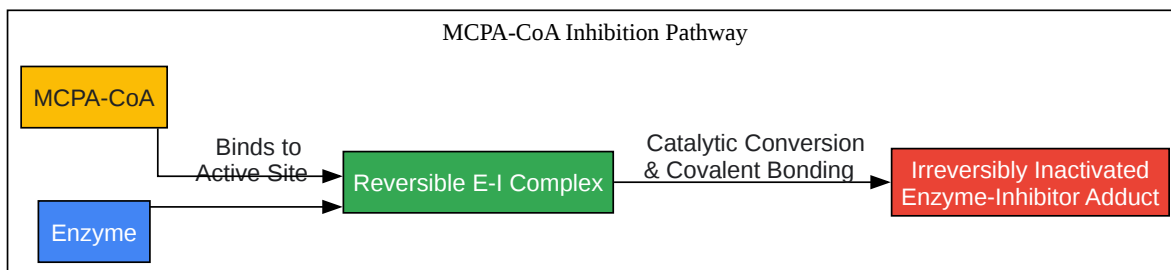 MCPA-CoA Inhibition Pathway
MCPA-CoA
Binds to
Active Site
Enzyme
Reversible E-I Complex
Catalytic Conversion
& Covalent Bonding
Irreversibly Inactivated
Enzyme-Inhibitor Adduct